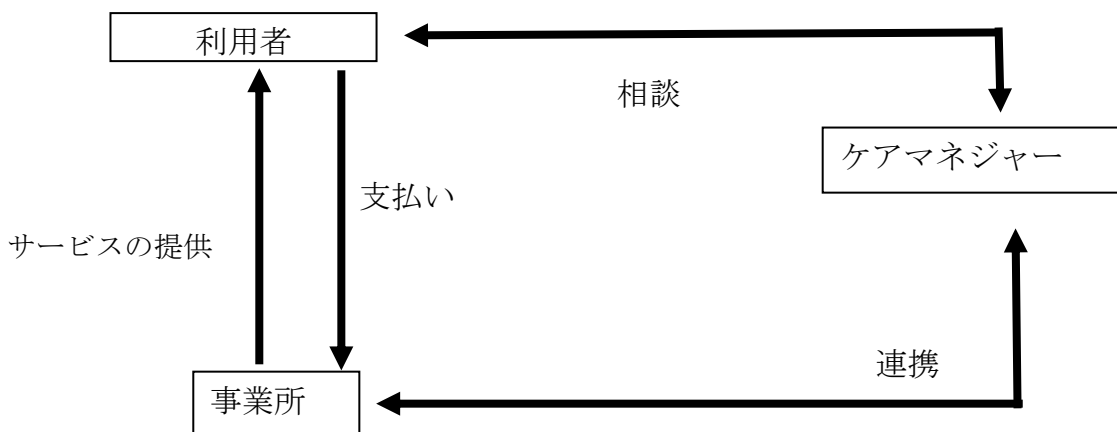 利用者
相談
ケアマネジャー
支払い
サービスの提供
連携
事業所